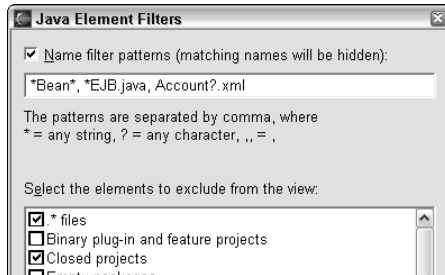 Java Element Filters
Name filter patterns (matching names will be hidden):
*Bean*, *EJB.java, Account?.xml
The patterns are separated by comma, where
* = any string, ? = any character, ,, = ,
Select the elements to exclude from the view:
.* files
Binary plug-in and feature projects
Closed projects
Empty packages